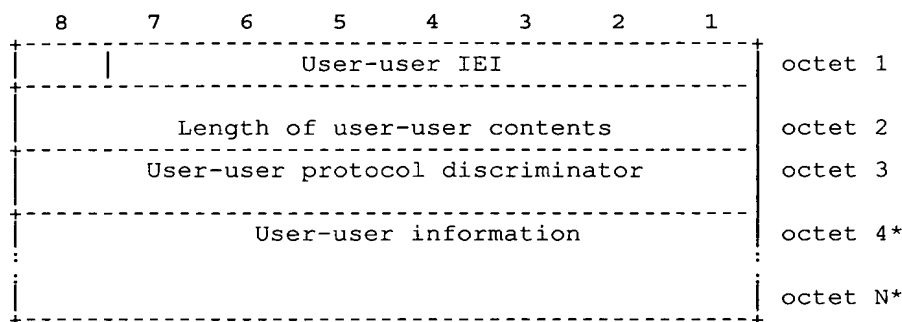 8 7 6 5 4 3 2 1
User-user IEI octet 1
Length of user-user contents octet 2
User-user protocol discriminator octet 3
User-user information octet 4*
octet N*